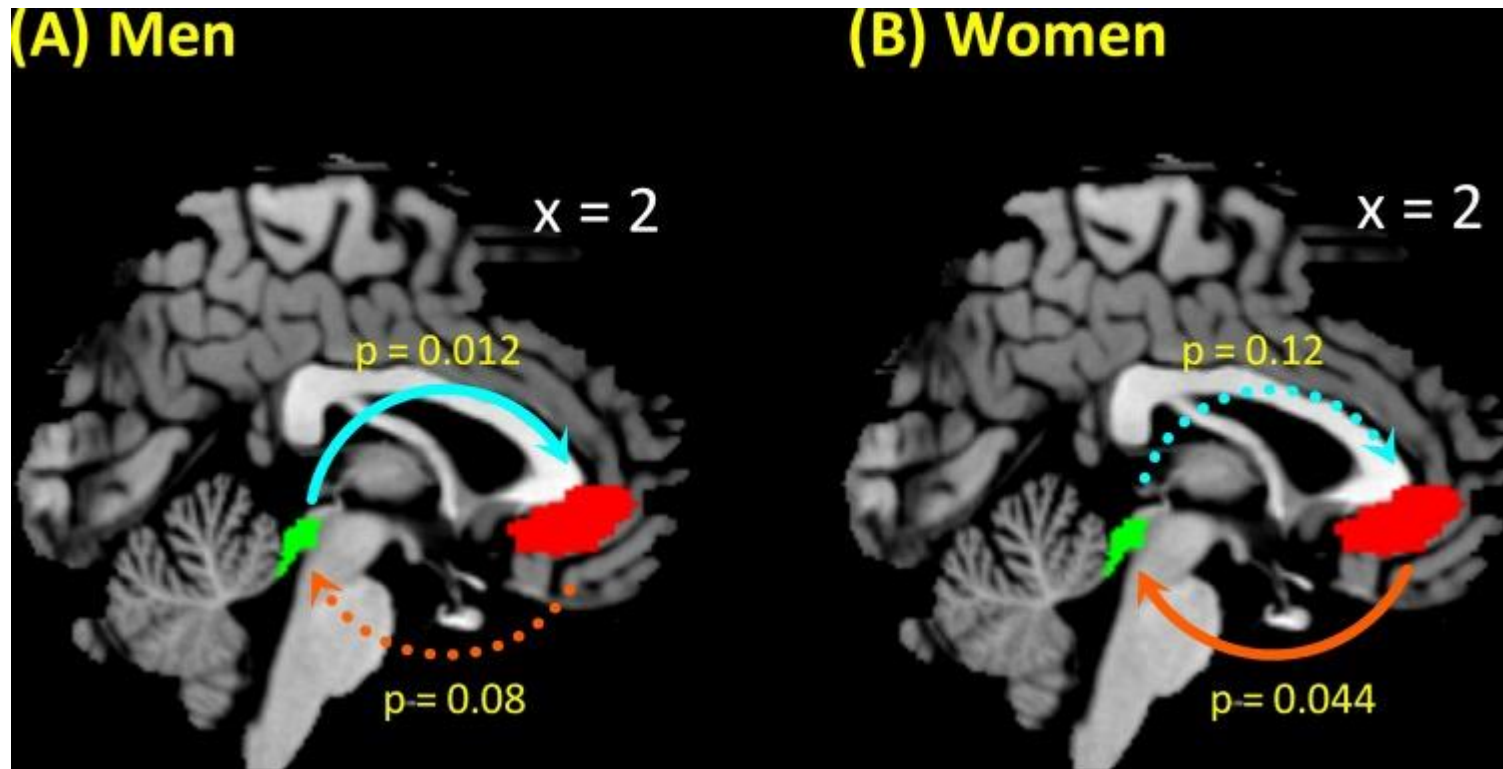 (A) Men
x = 2
p = 0.012
p = 0.08
(B) Women
x = 2
p = 0.12
p = 0.044